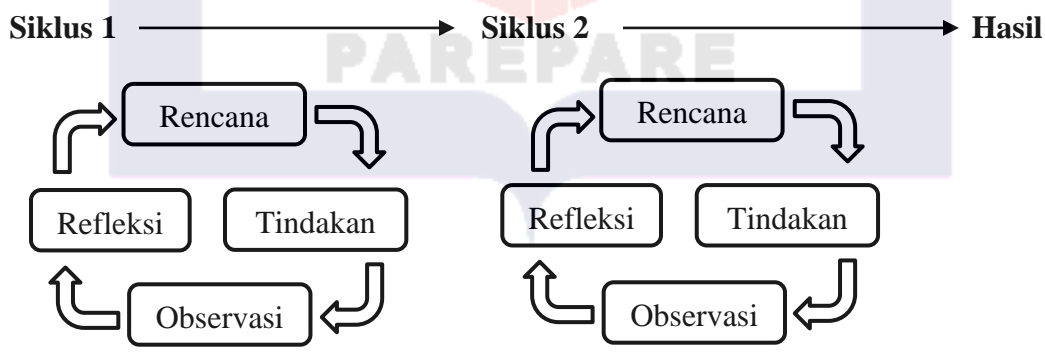 Siklus 1 Siklus 2 Hasil
PAREPARE
Rencana Rencana
Refleksi Tindakan Refleksi Tindakan
Observasi Observasi